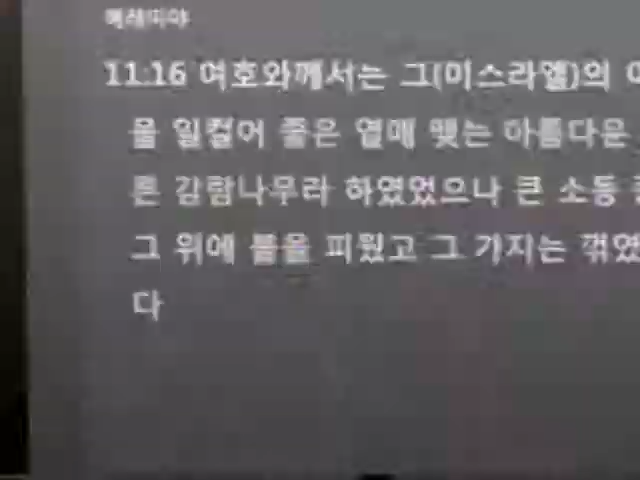 예레미야
11:16 여호와께서는 그(이스라엘)의
을 일컬어 좋은 열매 맺는 아름다운
른 감람나무라 하였었으나 큰 소동
그 위에 불을 피웠고 그 가지는 꺾였
다